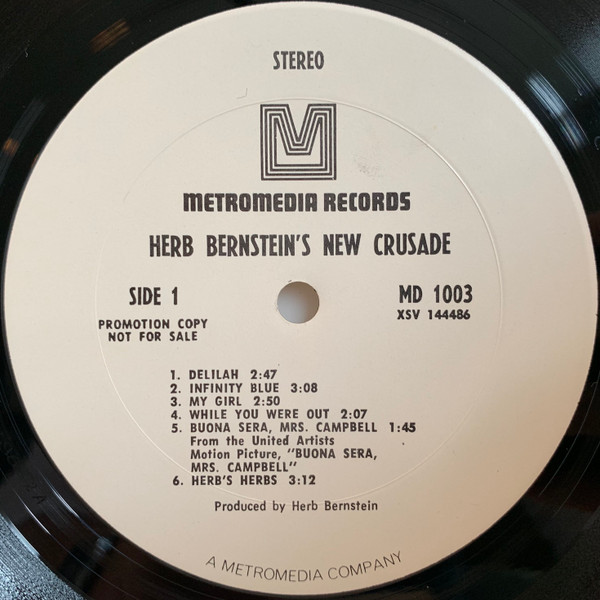 STEREO
M
METROMEDIA RECORDS
HERB BERNSTEIN'S NEW CRUSADE
SIDE 1
MD 1003
XSV 144486
PROMOTION COPY
NOT FOR SALE
1. DELILAH 2:47
2. INFINITY BLUE 3:08
3. MY GIRL 2:50
4. WHILE YOU WERE OUT 2:07
5. BUONA SERA, MRS. CAMPBELL 1:45
From the United Artists
Motion Picture, "BUONA SERA,
MRS. CAMPBELL"
6. HERB'S HERBS 3:12
Produced by Herb Bernstein
A METROMEDIA COMPANY